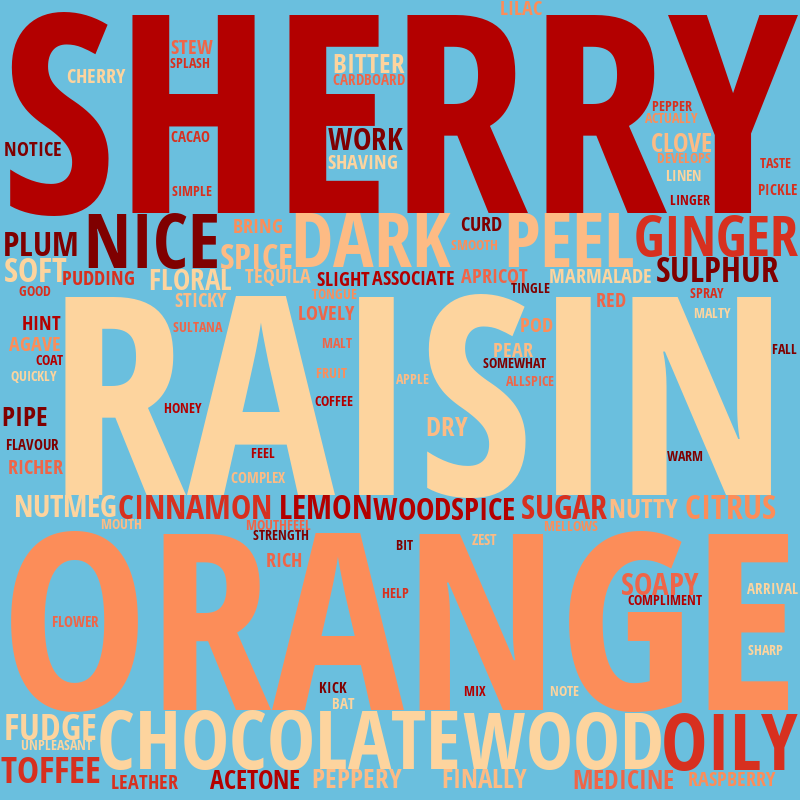 LILAC
SHERRY
STEW
SPLASH
CHERRY
BITTER
CARDBOARD
PEPPER
ACTUALLY
NOTICE
CACAO
WORK
SHAVING
CLOVE
DEVELOPS
TASTE
LINEN
SIMPLE
PICKLE
LINGER
PLUM
NICE
BRING
SPICE
DARK
CURD
SMOOTH
PEEL
GINGER
SOFT
PUDDING
FLORAL
TEQUILA
SLIGHT
ASSOCIATE
APRICOT
MARMALADE
SULPHUR
GOOD
STICKY
TONGUE
TINGLE
RED
SPRAY
RAISIN
HINT
SULTANA
LOVELY
POD
MALTY
AGAVE
MALT
PEAR
FALL
COAT
SOMEWHAT
QUICKLY
FRUIT
APPLE
ALLSPICE
HONEY
COFFEE
PIPE
DRY
FLAVOUR
FEEL
WARM
RICHER
COMPLEX
NUTMEG
CINNAMON
LEMON
WOODSPICE
SUGAR
NUTTY
CITRUS
MOUTH
MOUTHFEEL
MELLOWS
STRENGTH
BIT
ZEST
ORANGE
RICH
SOAPY
HELP
COMPLIMENT
ARRIVAL
FLOWER
SHARP
KICK
BAT
MIX
NOTE
FUDGE
UNPLEASANT
CHOCOLATE
WOOD
OILY
TOFFEE
LEATHER
ACETONE
PEPPERY
FINALLY
MEDICINE
RASPBERRY